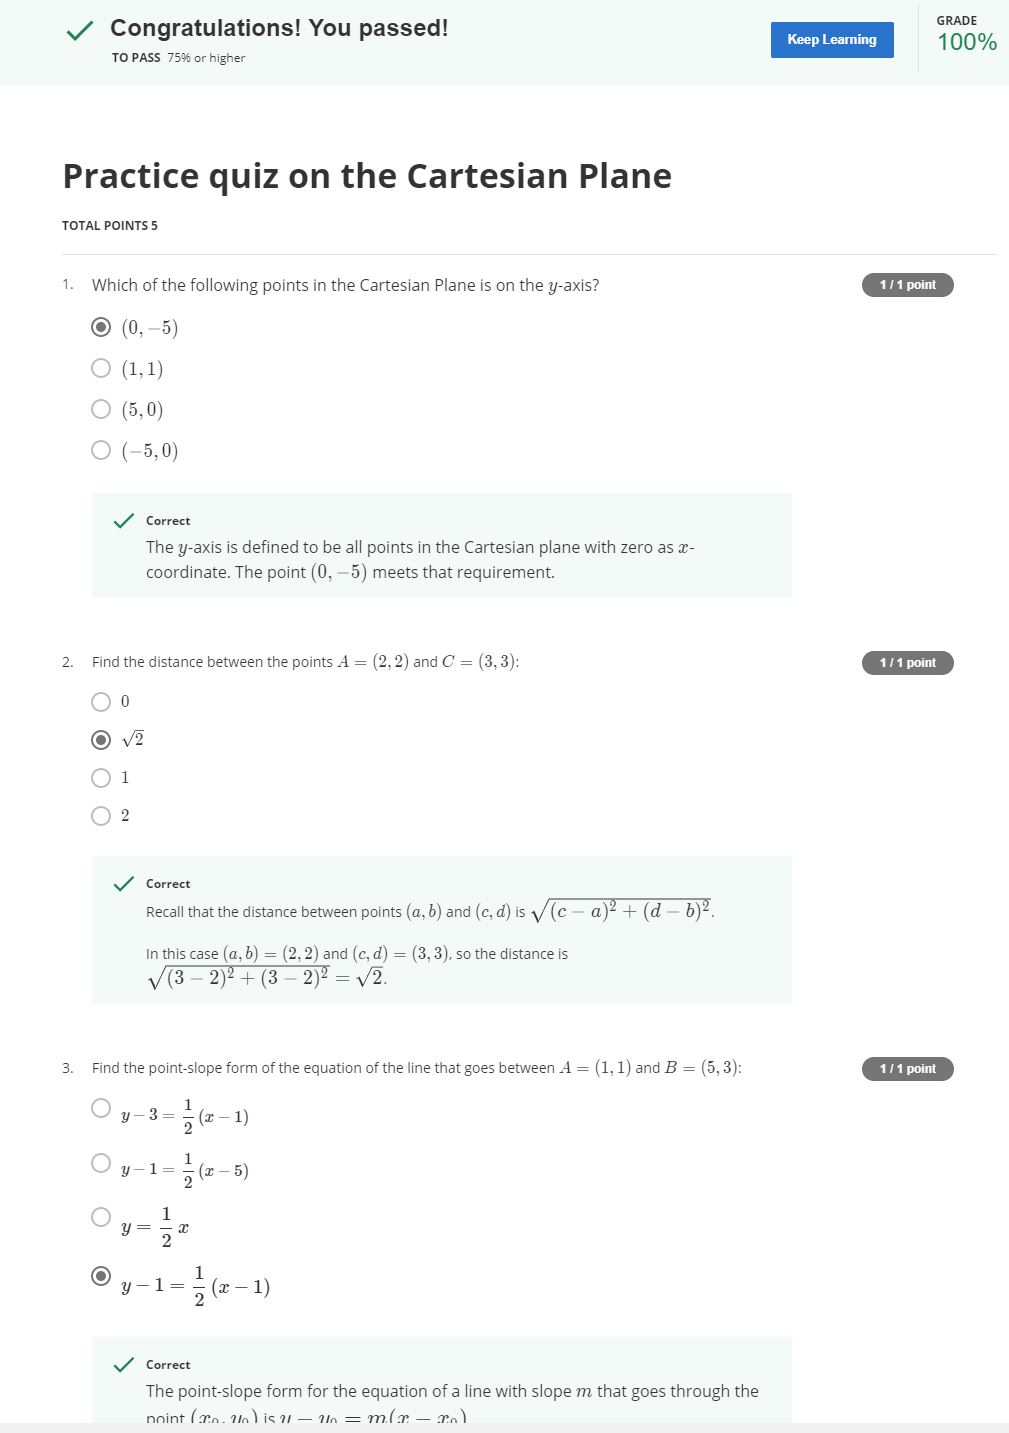 Congratulations! You passed!
TO PASS 75% or higher
Keep Learning
GRADE
100%
Practice quiz on the Cartesian Plane
TOTAL POINTS 5
1. Which of the following points in the Cartesian Plane is on the y-axis?
1 / 1 point
(0, −5)
(1, 1)
(5, 0)
(−5, 0)
Correct
The y-axis is defined to be all points in the Cartesian plane with zero as x-
coordinate. The point (0, −5) meets that requirement.
2. Find the distance between the points A = (2, 2) and C = (3, 3):
1 / 1 point
0
√2
1
2
Correct
Recall that the distance between points (a, b) and (c, d) is √(c − a)² + (d − b)².
In this case (a, b) = (2, 2) and (c, d) = (3, 3), so the distance is
√(3 − 2)² + (3 − 2)² = √2.
3. Find the point-slope form of the equation of the line that goes between A = (1, 1) and B = (5, 3):
1 / 1 point
y − 3 = 1/2 (x − 1)
y − 1 = 1/2 (x − 5)
y = 1/2 x
y − 1 = 1/2 (x − 1)
Correct
The point-slope form for the equation of a line with slope m that goes through the
point (x₀, y₀) is y − y₀ = m(x − x₀)